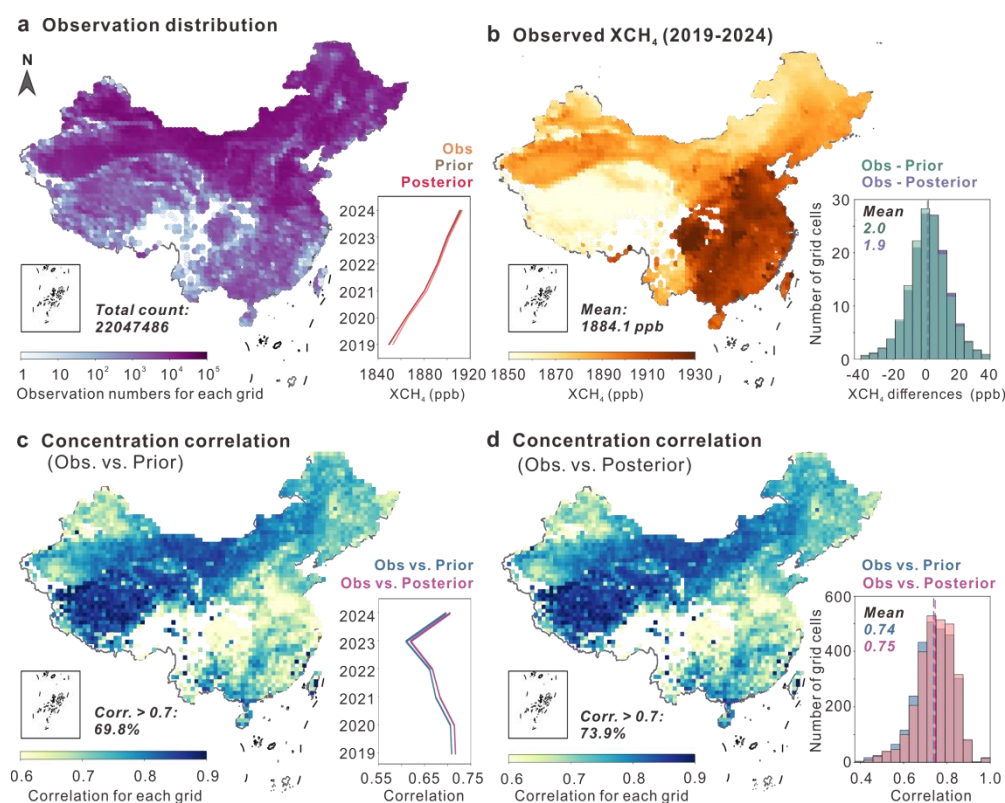 a Observation distribution
N
Obs
Prior
Posterior
2024
2023
2022
2021
2020
2019
Total count:
22047486
1 10 10² 10³ 10⁴ 10⁵
Observation numbers for each grid
1840 1880 1920
XCH₄ (ppb)
b Observed XCH₄ (2019-2024)
Obs - Prior
Obs - Posterior
Mean
2.0
1.9
30
20
10
0
Number of grid cells
-40 -20 0 20 40
XCH₄ differences (ppb)
Mean:
1884.1 ppb
1850 1870 1890 1910 1930
XCH₄ (ppb)
c Concentration correlation
(Obs. vs. Prior)
Obs vs. Prior
Obs vs. Posterior
2024
2023
2022
2021
2020
2019
Corr. > 0.7:
69.8%
0.6 0.7 0.8 0.9
Correlation for each grid
0.55 0.65 0.75
Correlation
d Concentration correlation
(Obs. vs. Posterior)
Obs vs. Prior
Obs vs. Posterior
Mean
0.74
0.75
600
400
200
0
Number of grid cells
0.4 0.6 0.8 1.0
Correlation
Corr. > 0.7:
73.9%
0.6 0.7 0.8 0.9
Correlation for each grid